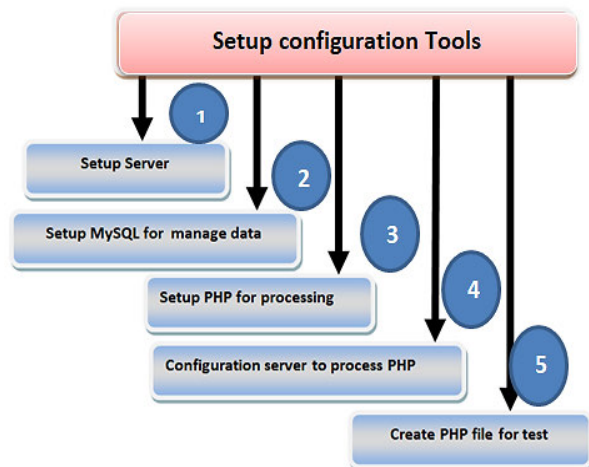 Setup configuration Tools
1
Setup Server
2
Setup MySQL for manage data
3
Setup PHP for processing
4
Configuration server to process PHP
5
Create PHP file for test